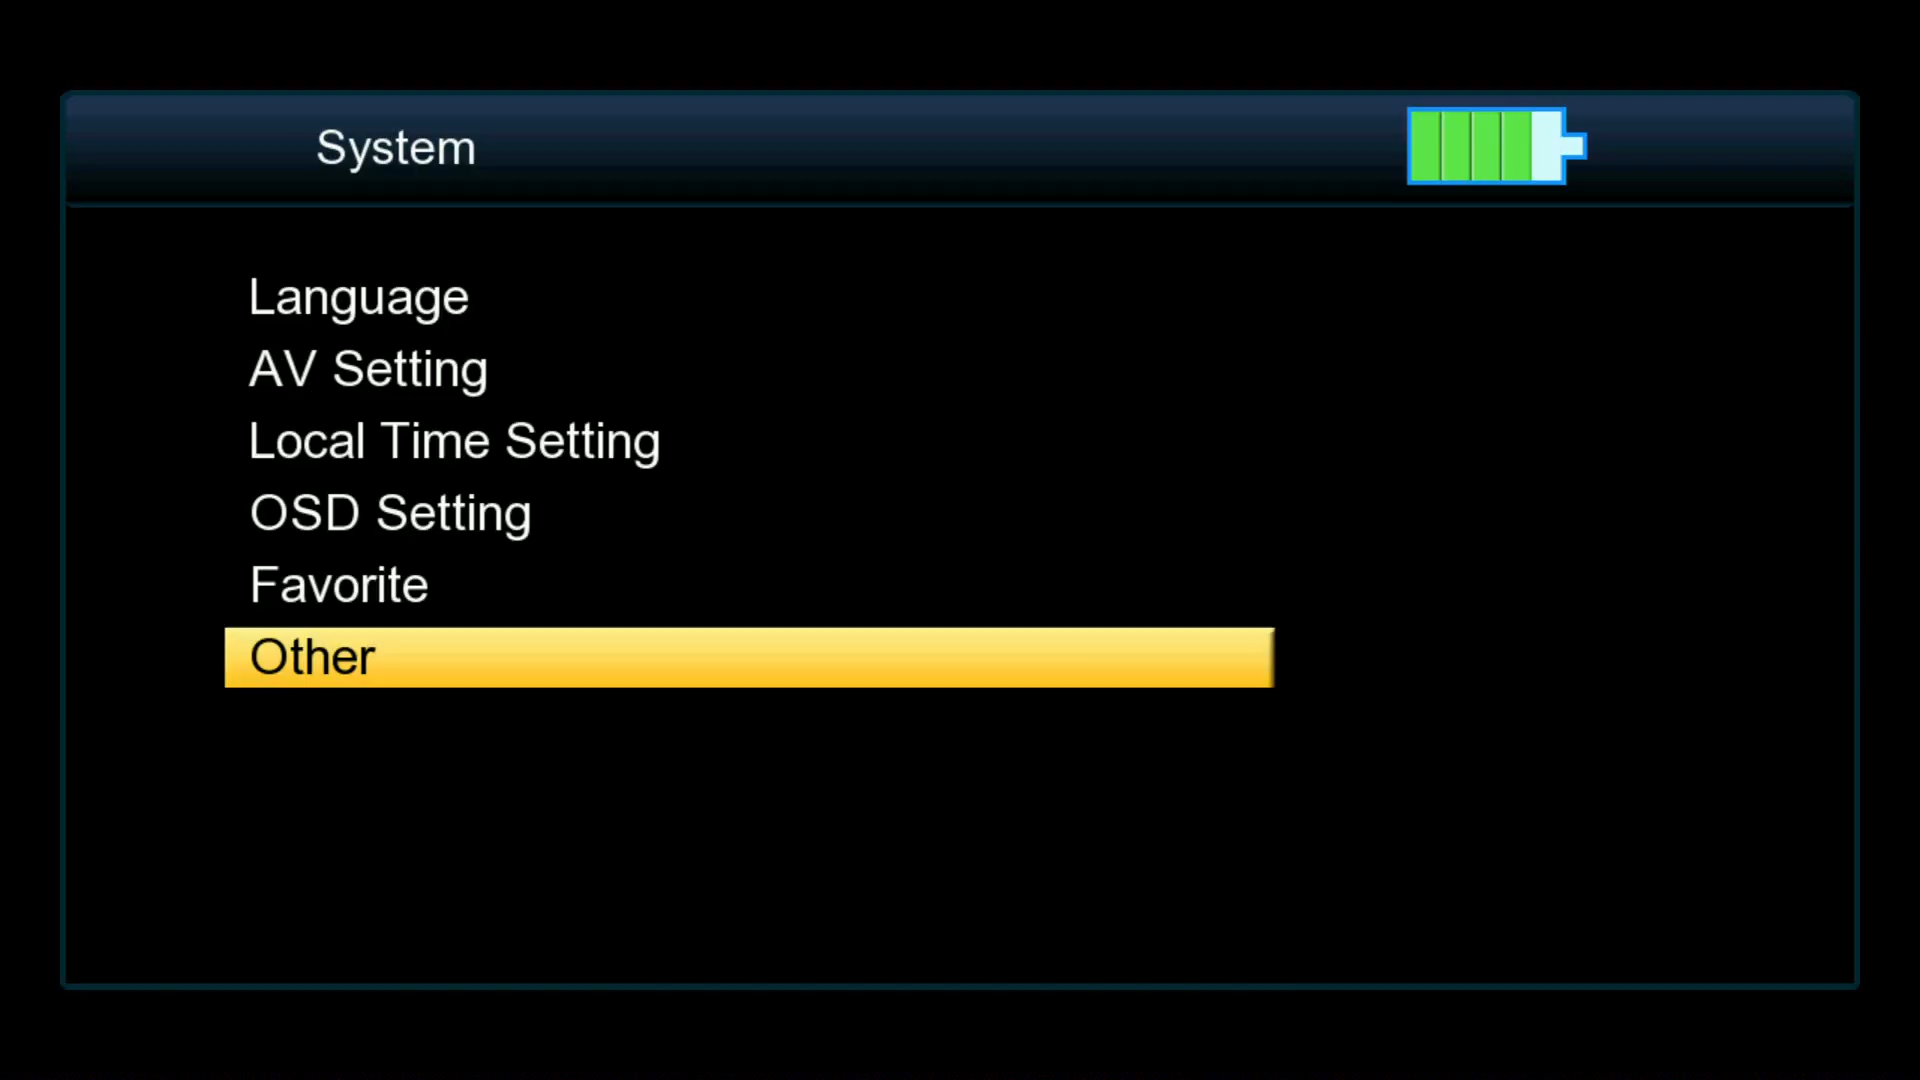 System
Language
AV Setting
Local Time Setting
OSD Setting
Favorite
Other